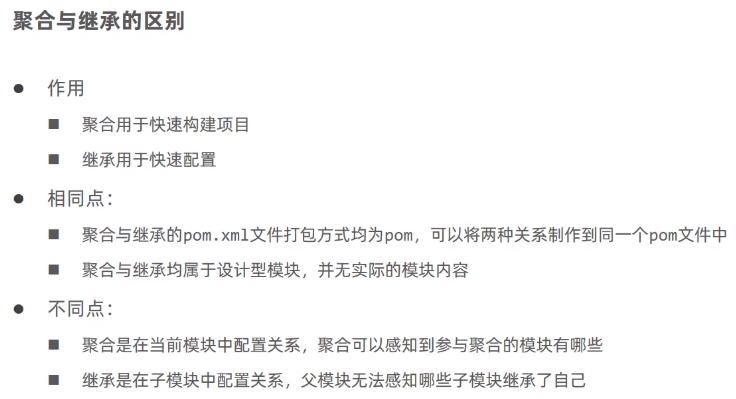 聚合与继承的区别
作用
聚合用于快速构建项目
继承用于快速配置
相同点：
聚合与继承的pom.xml文件打包方式均为pom，可以将两种关系制作到同一个pom文件中
聚合与继承均属于设计型模块，并无实际的模块内容
不同点：
聚合是在当前模块中配置关系，聚合可以感知到参与聚合的模块有哪些
继承是在子模块中配置关系，父模块无法感知哪些子模块继承了自己